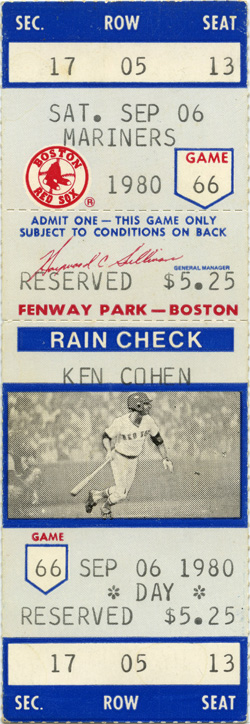 SEC. ROW SEAT
17 05 13
SAT. SEP 06
MARINERS
BOSTON
RED SOX
®
1980
GAME
66
ADMIT ONE — THIS GAME ONLY
SUBJECT TO CONDITIONS ON BACK
Haywood C Sullivan
GENERAL MANAGER
RESERVED $5.25
FENWAY PARK — BOSTON
RAIN CHECK
KEN COHEN
RED SOX
GAME
66 SEP 06 1980
* DAY *
RESERVED $5.25
17 05 13
SEC. ROW SEAT